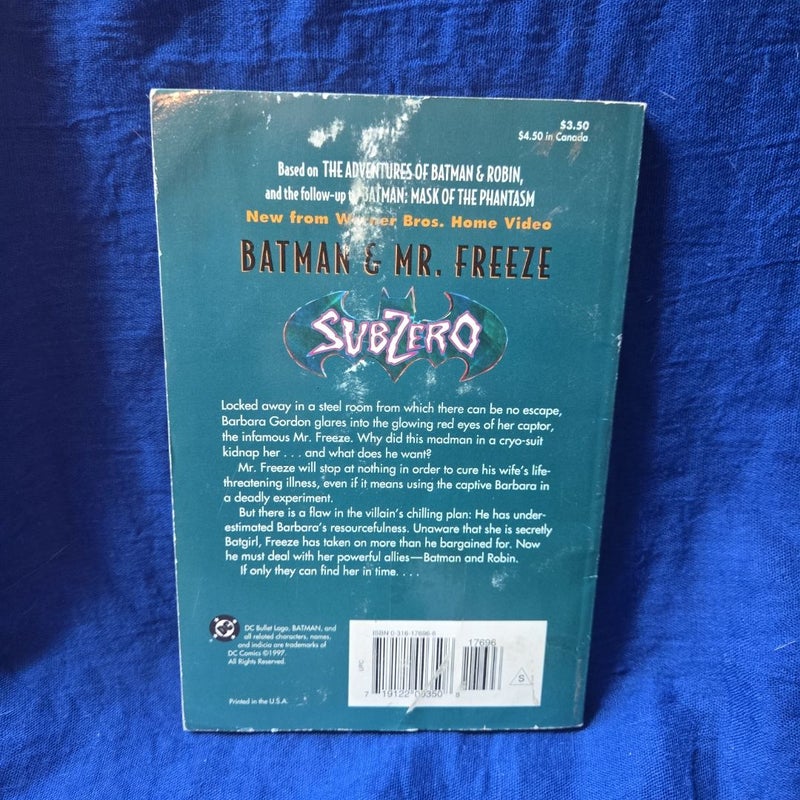 $3.50
$4.50 in Canada
Based on THE ADVENTURES OF BATMAN & ROBIN,
and the follow-up to BATMAN: MASK OF THE PHANTASM
New from Warner Bros. Home Video
BATMAN & MR. FREEZE
SUBZERO
Locked away in a steel room from which there can be no escape,
Barbara Gordon glares into the glowing red eyes of her captor,
the infamous Mr. Freeze. Why did this madman in a cryo-suit
kidnap her . . . and what does he want?
Mr. Freeze will stop at nothing in order to cure his wife's life-
threatening illness, even if it means using the captive Barbara in
a deadly experiment.
But there is a flaw in the villain's chilling plan: He has under-
estimated Barbara's resourcefulness. Unaware that she is secretly
Batgirl, Freeze has taken on more than he bargained for. Now
he must deal with her powerful allies—Batman and Robin.
If only they can find her in time. . . .
DC Bullet Logo, BATMAN, and
all related characters, names,
and indicia are trademarks of
DC Comics ©1997.
All Rights Reserved.
Printed in the U.S.A.
ISBN 0-316-17696-6
17696
UPC
7 19122 00350 8
S